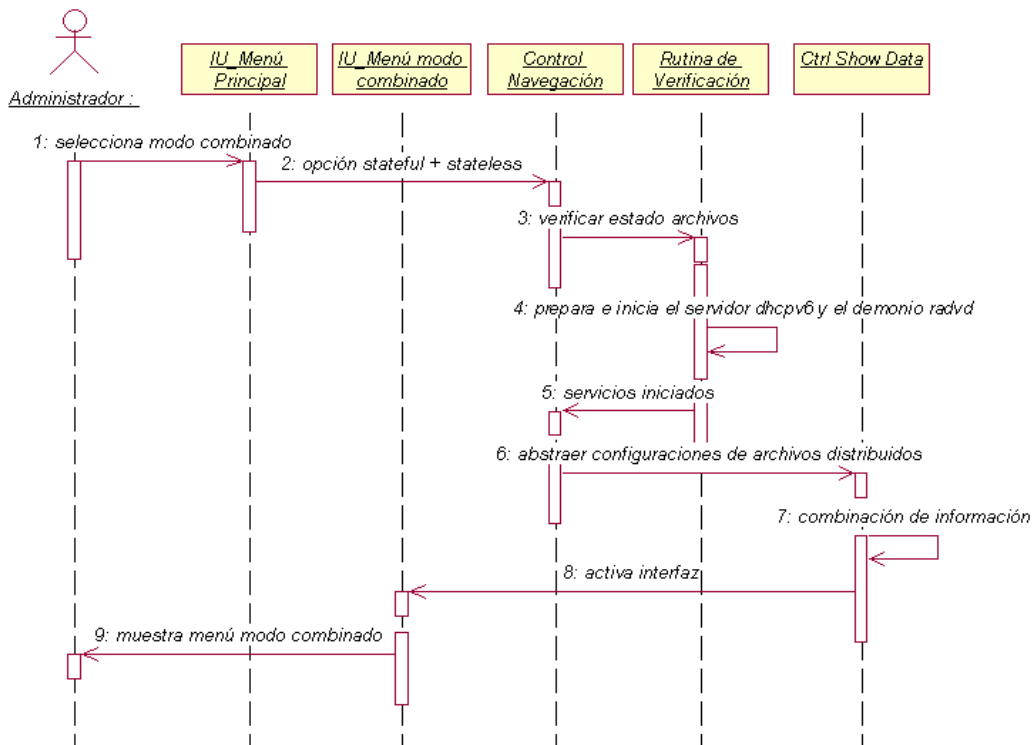 IU_Menú
Principal
IU_Menú modo
combinado
Control
Navegación
Rutina de
Verificación
Ctrl Show Data
Administrador :
1: selecciona modo combinado
2: opción stateful + stateless
3: verificar estado archivos
4: prepara e inicia el servidor dhcpv6 y el demonio radvd
5: servicios iniciados
6: abstraer configuraciones de archivos distribuidos
7: combinación de información
8: activa interfaz
9: muestra menú modo combinado